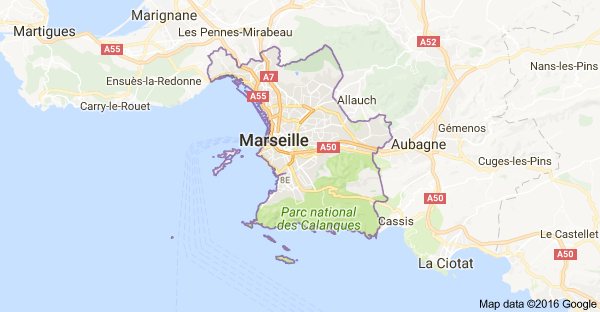 Marignane
Martigues
A55
Les Pennes-Mirabeau
A52
Nans-les-Pins
Ensuès-la-Redonne
A7
A55
Carry-le-Rouet
Allauch
Gémenos
Marseille
A50
Aubagne
Cuges-les-Pins
8E
A50
Parc national
des Calanques
Cassis
Le Castellet
A50
La Ciotat
Map data ©2016 Google